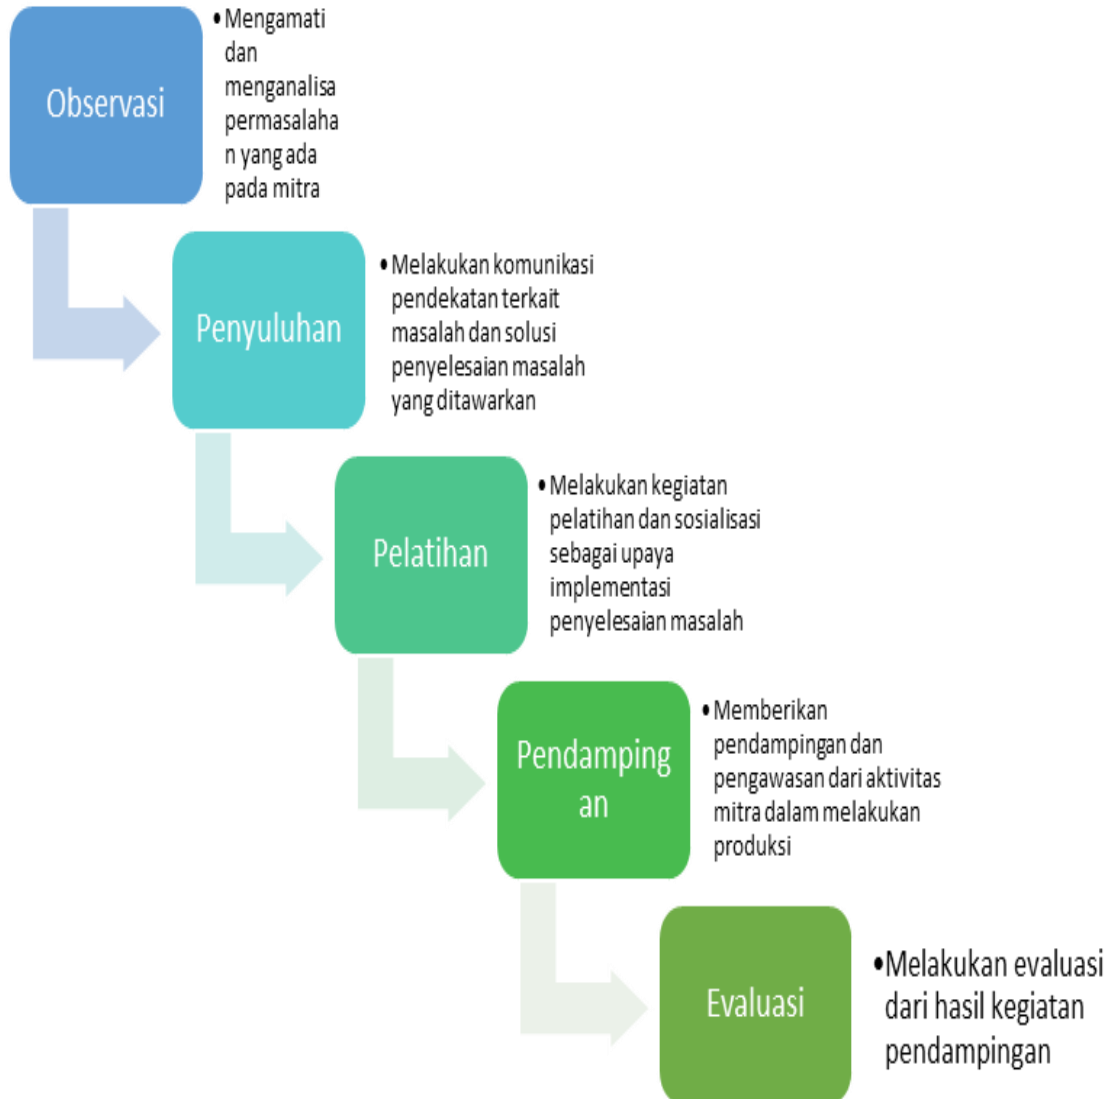 Observasi
•Mengamati
dan
menganalisa
permasalaha
n yang ada
pada mitra
Penyuluhan
•Melakukan komunikasi
pendekatan terkait
masalah dan solusi
penyelesaian masalah
yang ditawarkan
Pelatihan
•Melakukan kegiatan
pelatihan dan sosialisasi
sebagai upaya
implementasi
penyelesaian masalah
Pendamping
an
•Memberikan
pendampingan dan
pengawasan dari aktivitas
mitra dalam melakukan
produksi
Evaluasi
•Melakukan evaluasi
dari hasil kegiatan
pendampingan